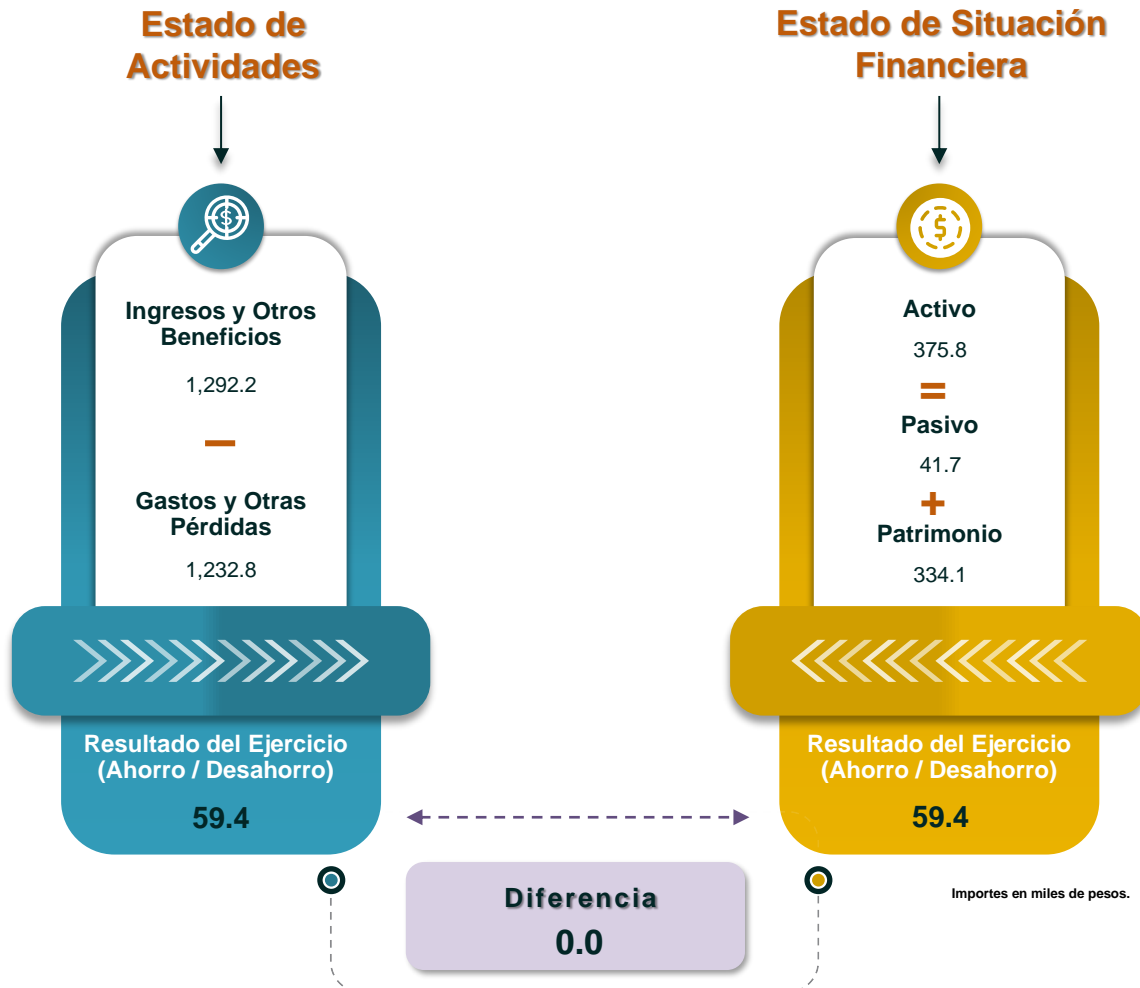 Estado de
Actividades
$
Ingresos y Otros
Beneficios
1,292.2
−
Gastos y Otras
Pérdidas
1,232.8
Resultado del Ejercicio
(Ahorro / Desahorro)
59.4
Estado de Situación
Financiera
$
Activo
375.8
=
Pasivo
41.7
+
Patrimonio
334.1
Resultado del Ejercicio
(Ahorro / Desahorro)
59.4
Importes en miles de pesos.
Diferencia
0.0